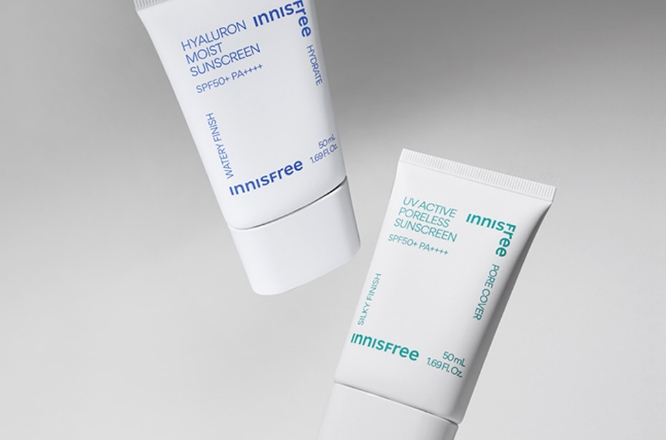 HYALURON
MOIST
SUNSCREEN
SPF50+ PA++++
INNISFree
HYDRATE
WATERY FINISH
50mL
1.69 Fl. Oz.
INNISFree
UV ACTIVE
PORELESS
SUNSCREEN
SPF50+ PA++++
INNISFree
PORE COVER
SILKY FINISH
INNISFree
50mL
1.69 Fl. Oz.